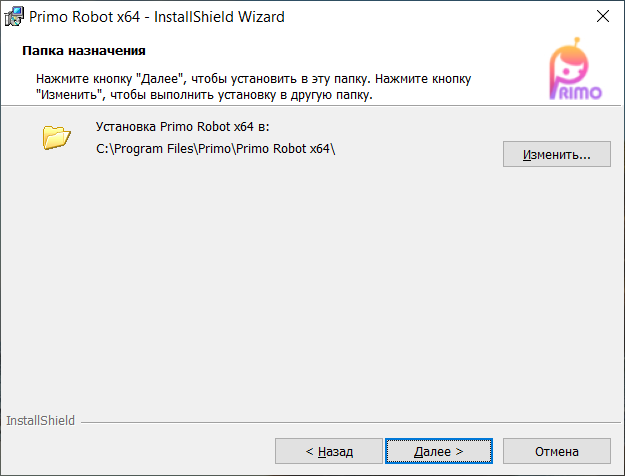 Primo Robot x64 - InstallShield Wizard
Папка назначения
Нажмите кнопку "Далее", чтобы установить в эту папку. Нажмите кнопку
"Изменить", чтобы выполнить установку в другую папку.
PRIMO
Установка Primo Robot x64 в:
C:\Program Files\Primo\Primo Robot x64\
Изменить...
InstallShield
< Назад
Далее >
Отмена